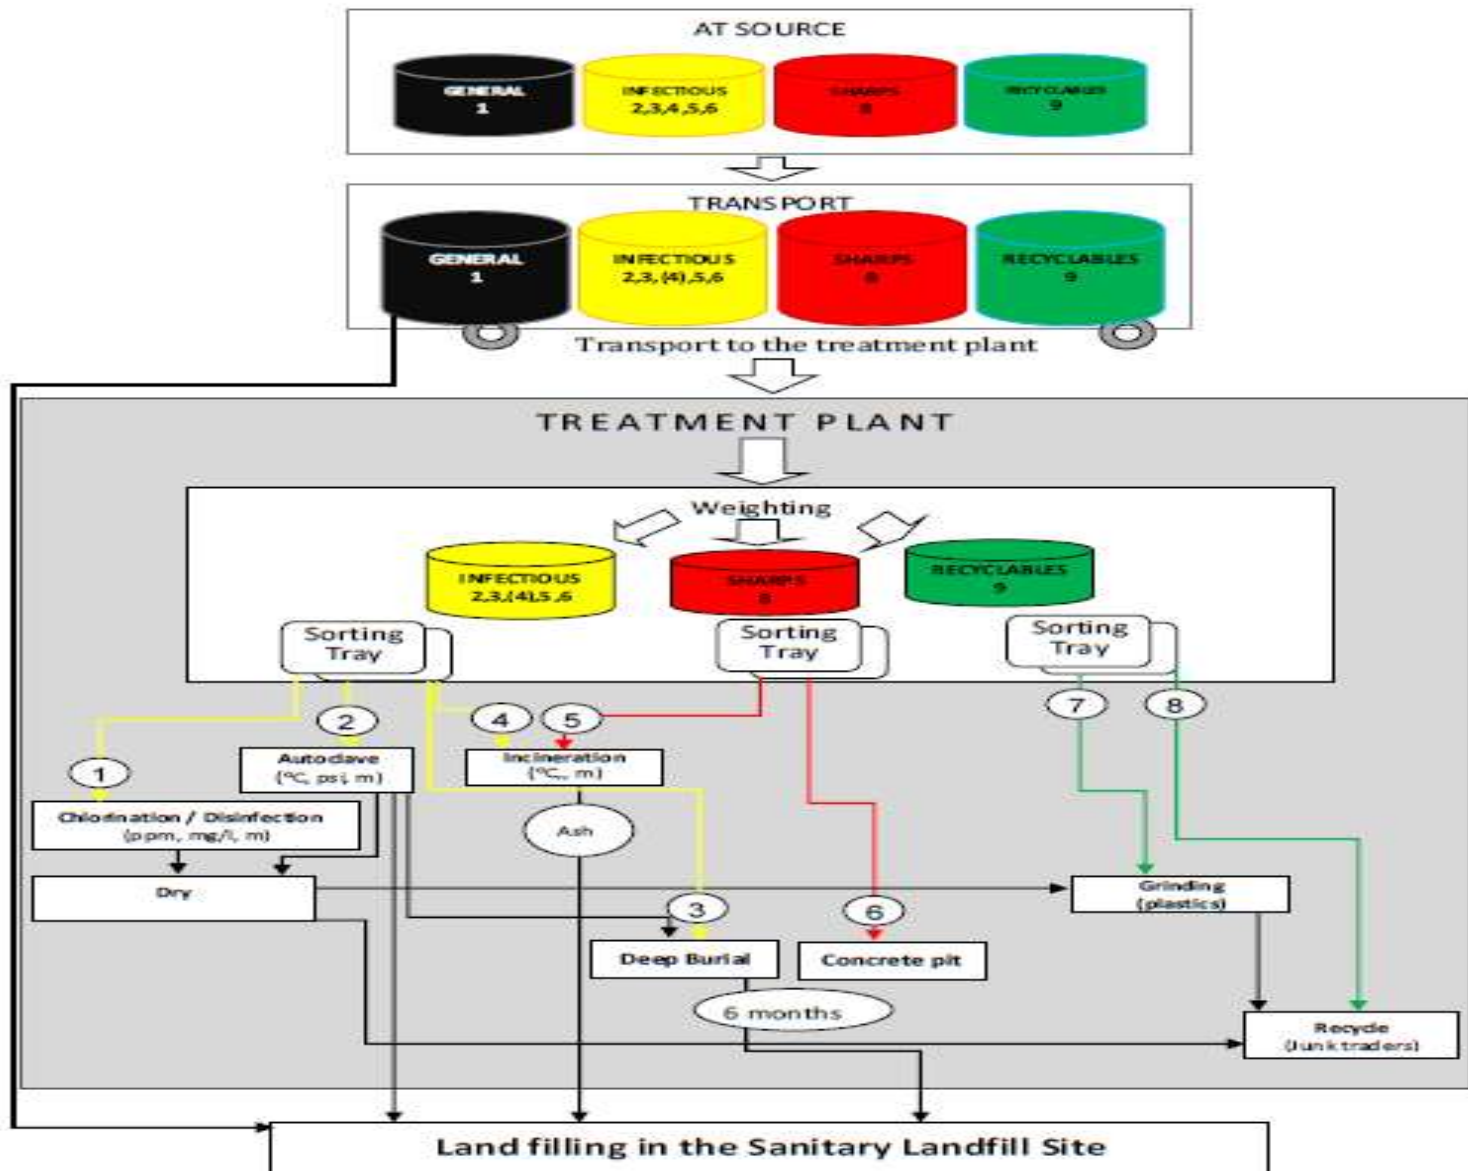 AT SOURCE
GENERAL
1
INFECTIOUS
2,3,4,5,6
SHARPS
8
RECYCLABLES
9
TRANSPORT
GENERAL
1
INFECTIOUS
2,3,(4),5,6
SHARPS
8
RECYCLABLES
9
Transport to the treatment plant
TREATMENT PLANT
Weighting
INFECTIOUS
2,3,(4),5,6
SHARPS
8
RECYCLABLES
9
Sorting
Tray
Sorting
Tray
Sorting
Tray
1
2
4
5
7
8
Autoclave
(ºC, psi, m)
Incineration
(ºC,, m)
Chlorination / Disinfection
(ppm, mg/l, m)
Ash
Dry
Grinding
(plastics)
3
6
Deep Burial
Concrete pit
6 months
Recycle
(Junk traders)
Land filling in the Sanitary Landfill Site